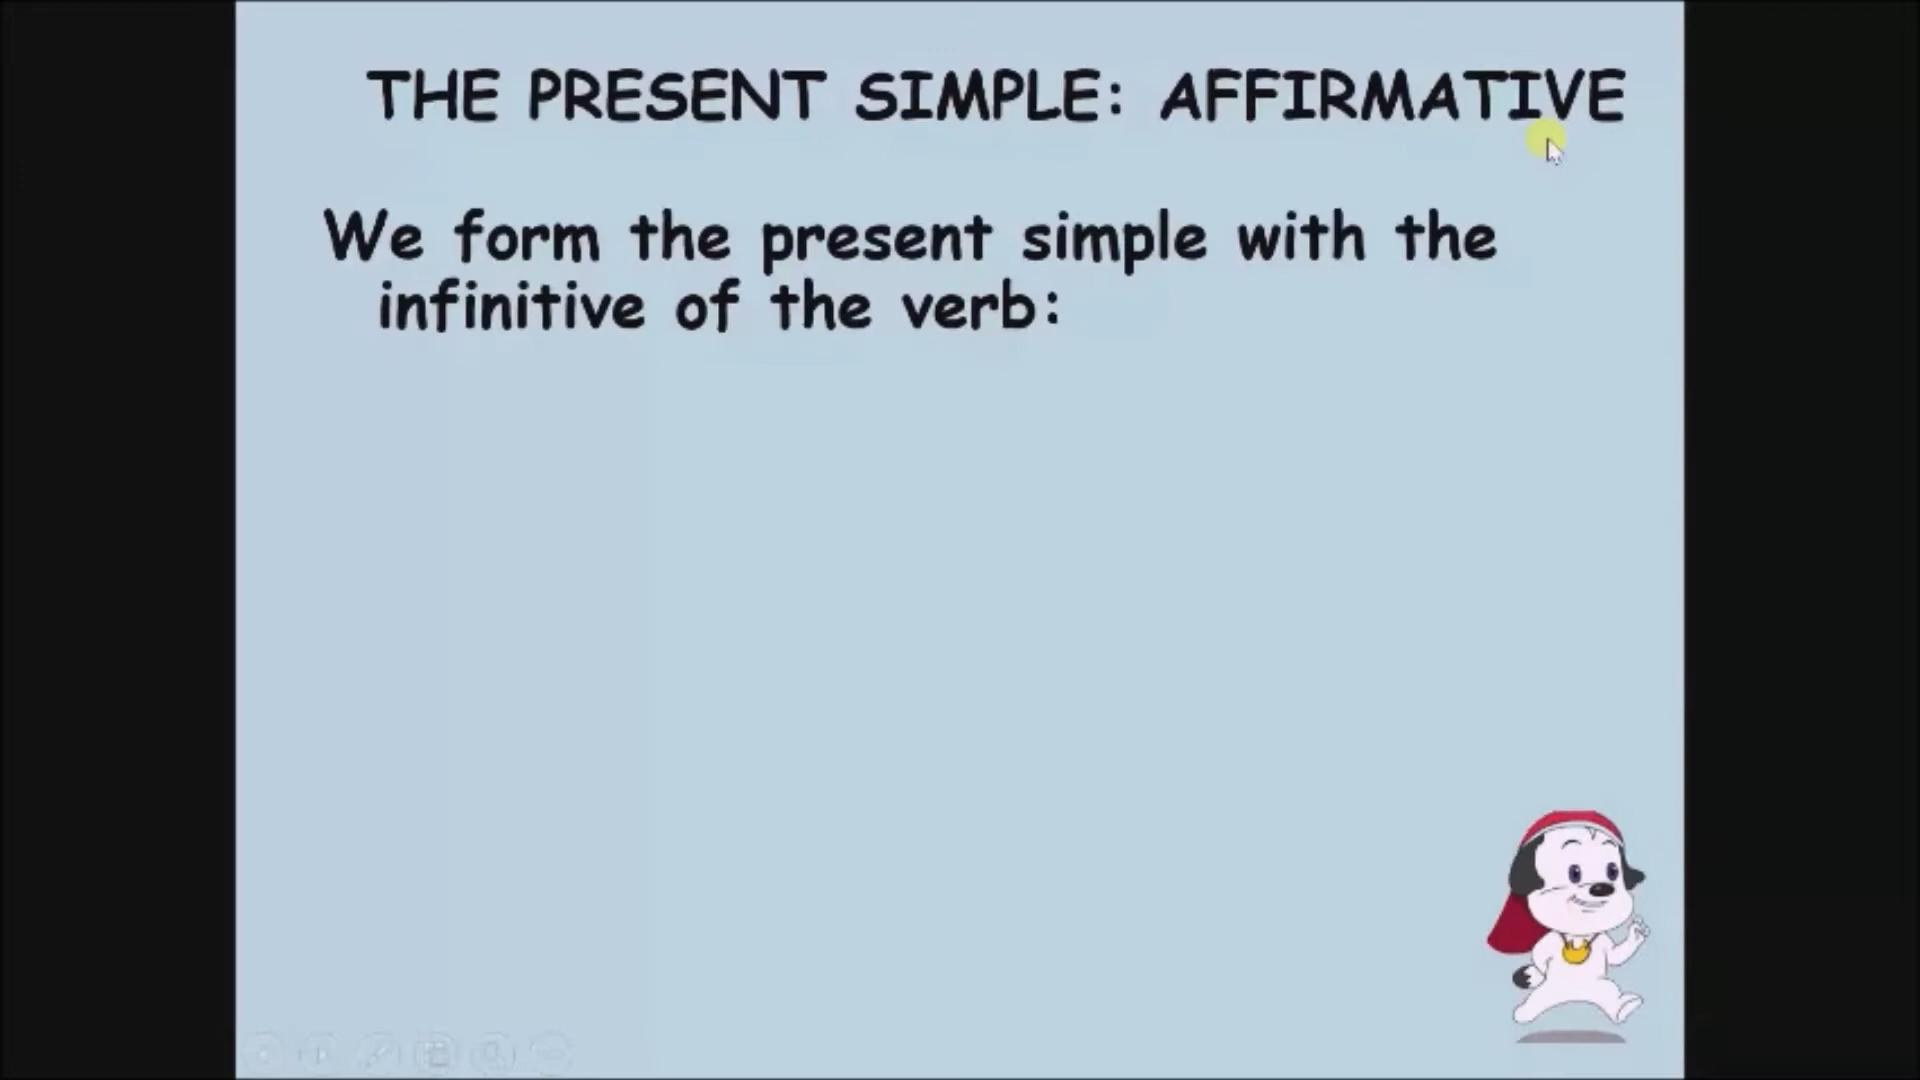 THE PRESENT SIMPLE: AFFIRMATIVE
We form the present simple with the
infinitive of the verb: